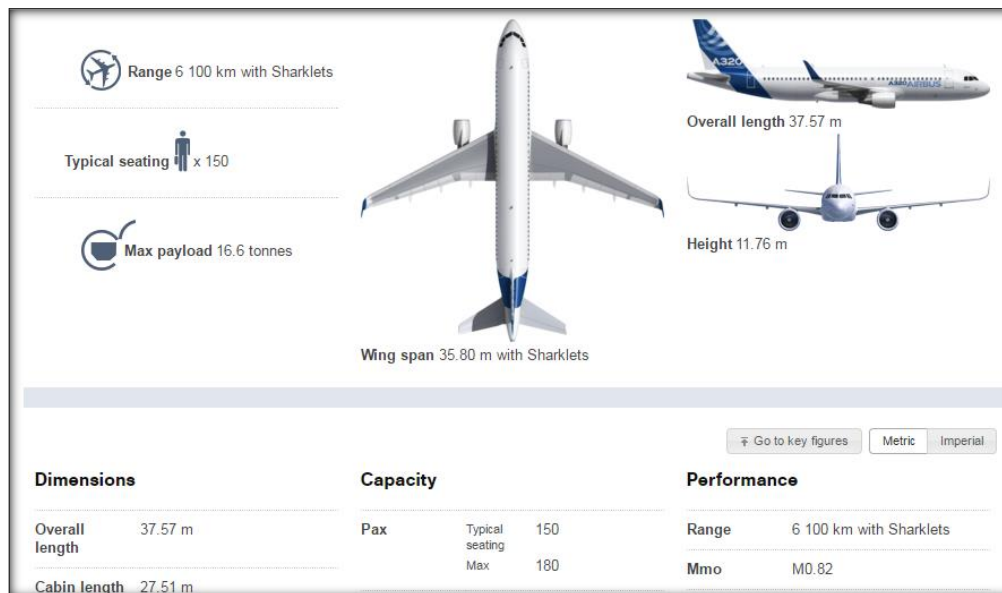 Range 6 100 km with Sharklets
Typical seating x 150
Max payload 16.6 tonnes
Wing span 35.80 m with Sharklets
A320
A320 AIRBUS
Overall length 37.57 m
Height 11.76 m
Go to key figures
Metric
Imperial
Dimensions
Overall length 37.57 m
Cabin length 27.51 m
Capacity
Pax Typical seating 150
Max 180
Performance
Range 6 100 km with Sharklets
Mmo M0.82